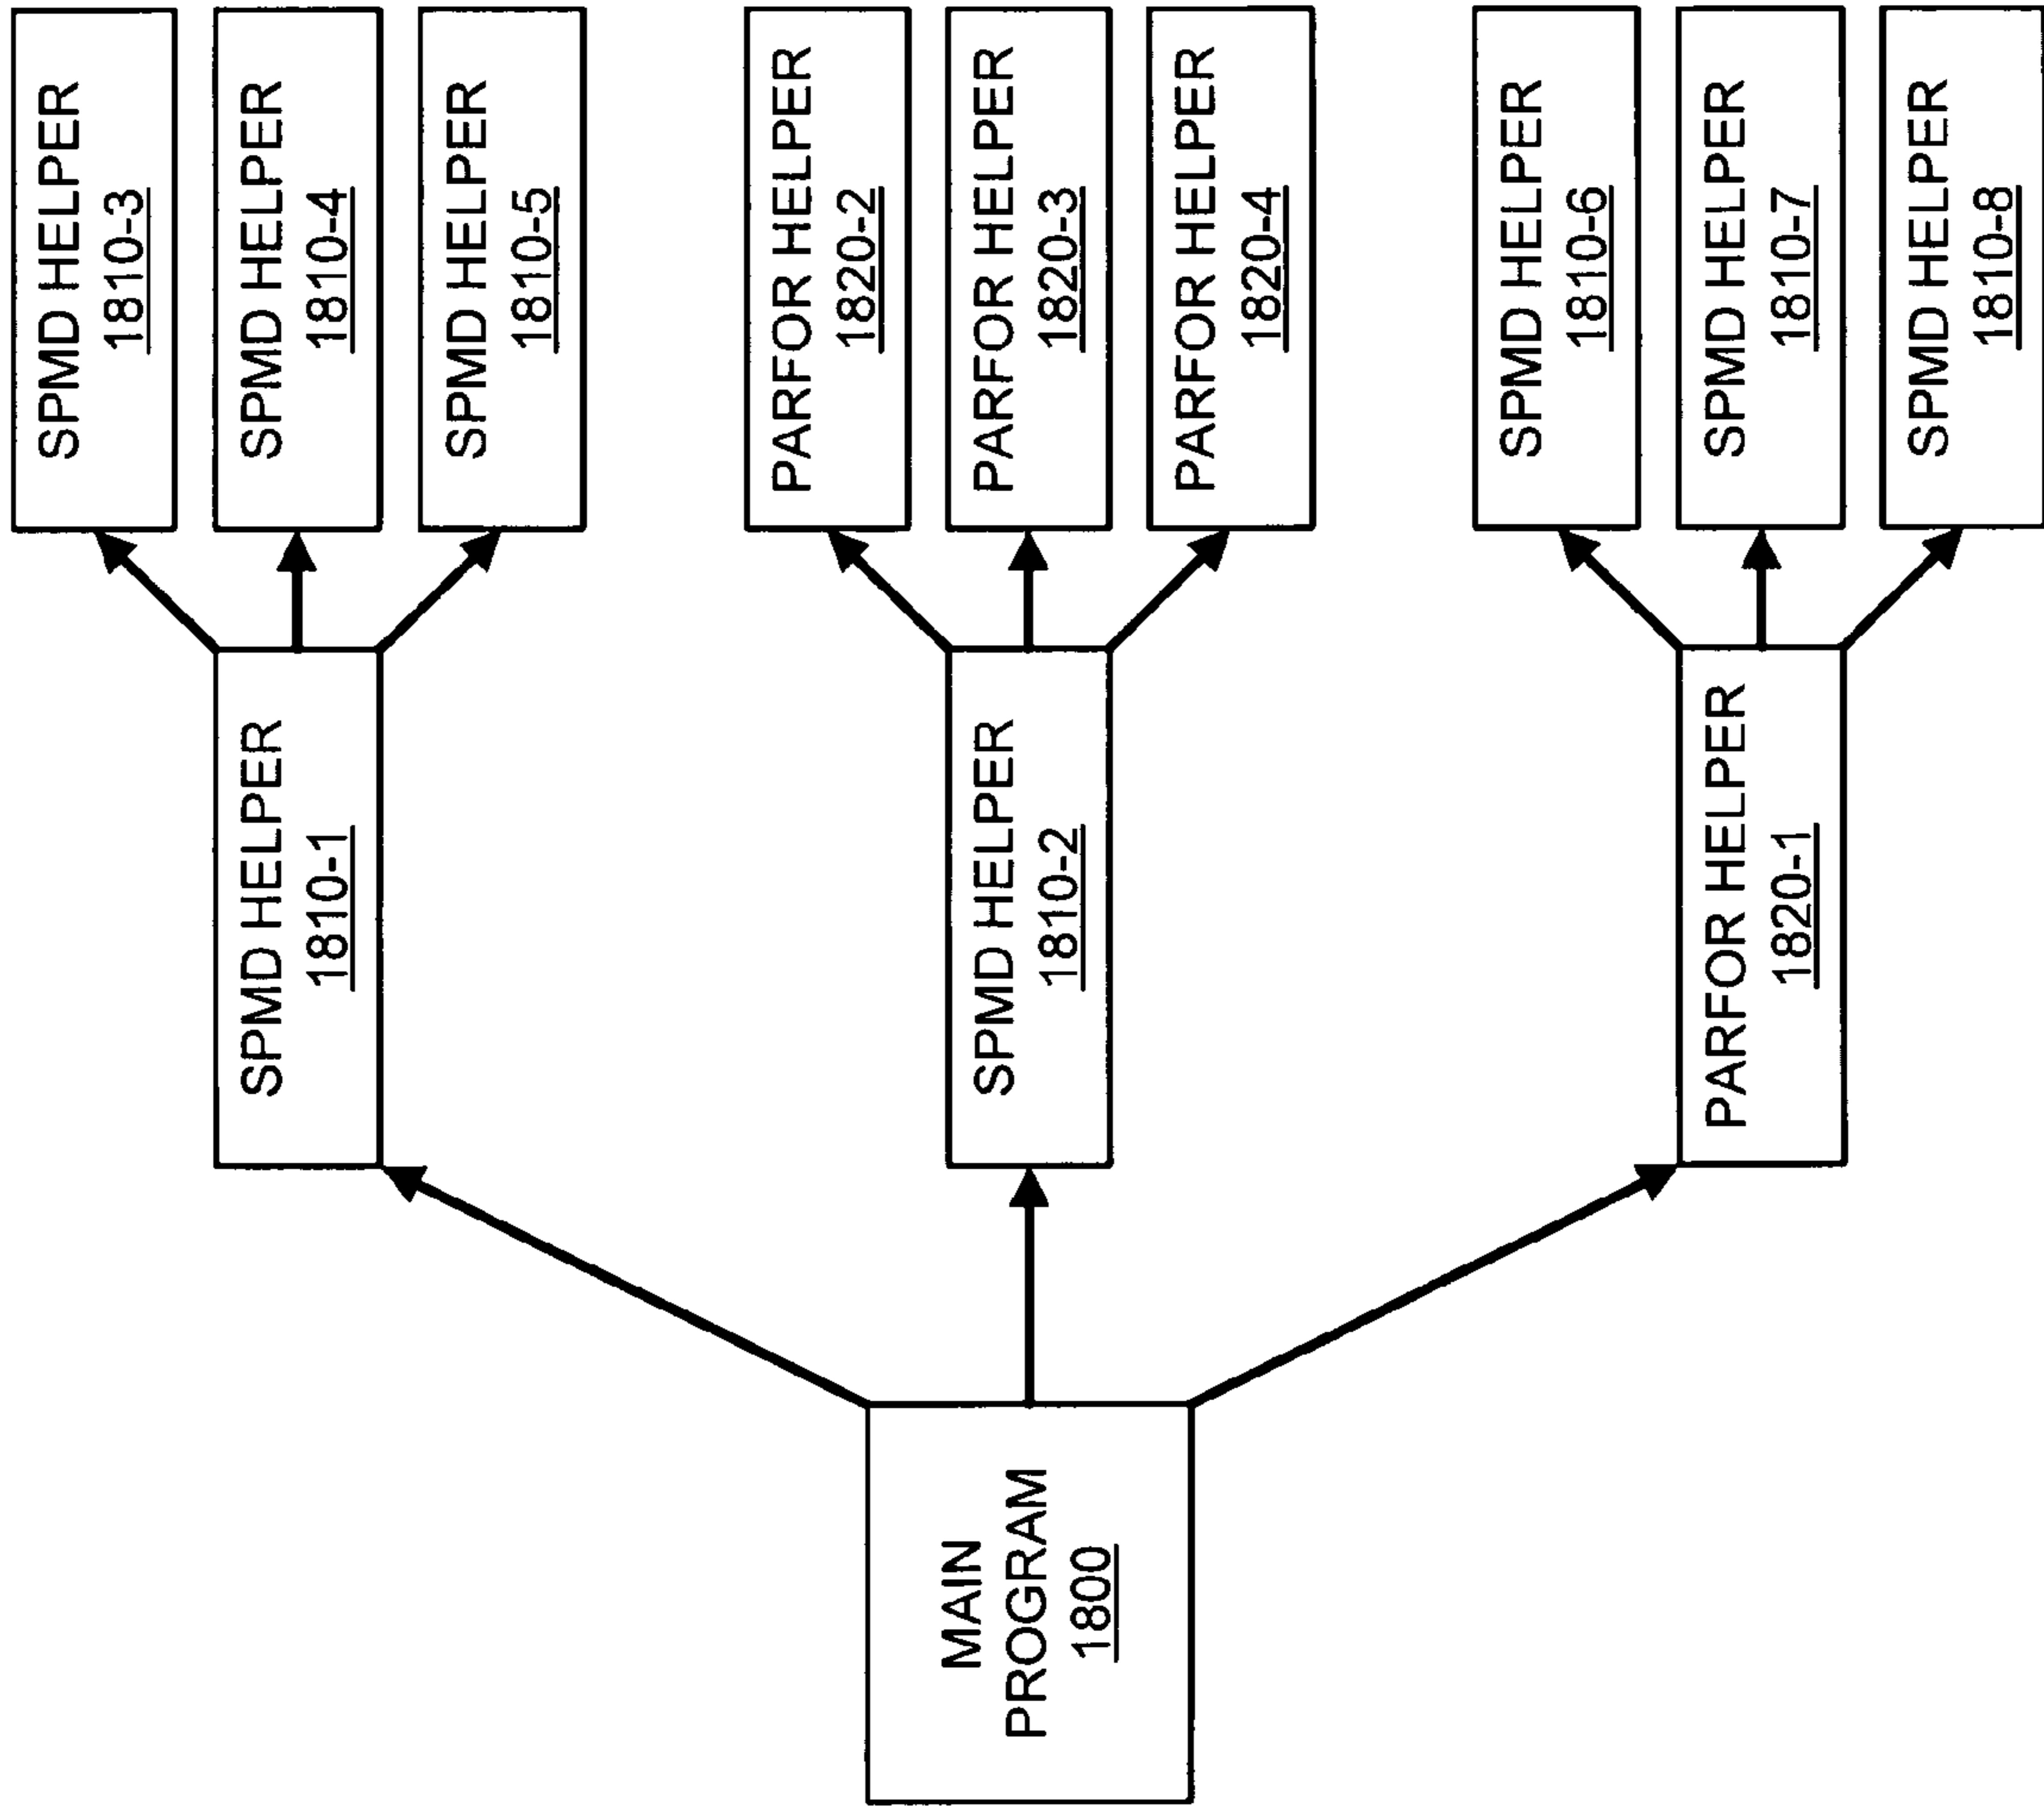 MAIN
PROGRAM
1800
SPMD HELPER
1810-1
SPMD HELPER
1810-2
PARFOR HELPER
1820-1
SPMD HELPER
1810-3
SPMD HELPER
1810-4
SPMD HELPER
1810-5
PARFOR HELPER
1820-2
PARFOR HELPER
1820-3
PARFOR HELPER
1820-4
SPMD HELPER
1810-6
SPMD HELPER
1810-7
SPMD HELPER
1810-8